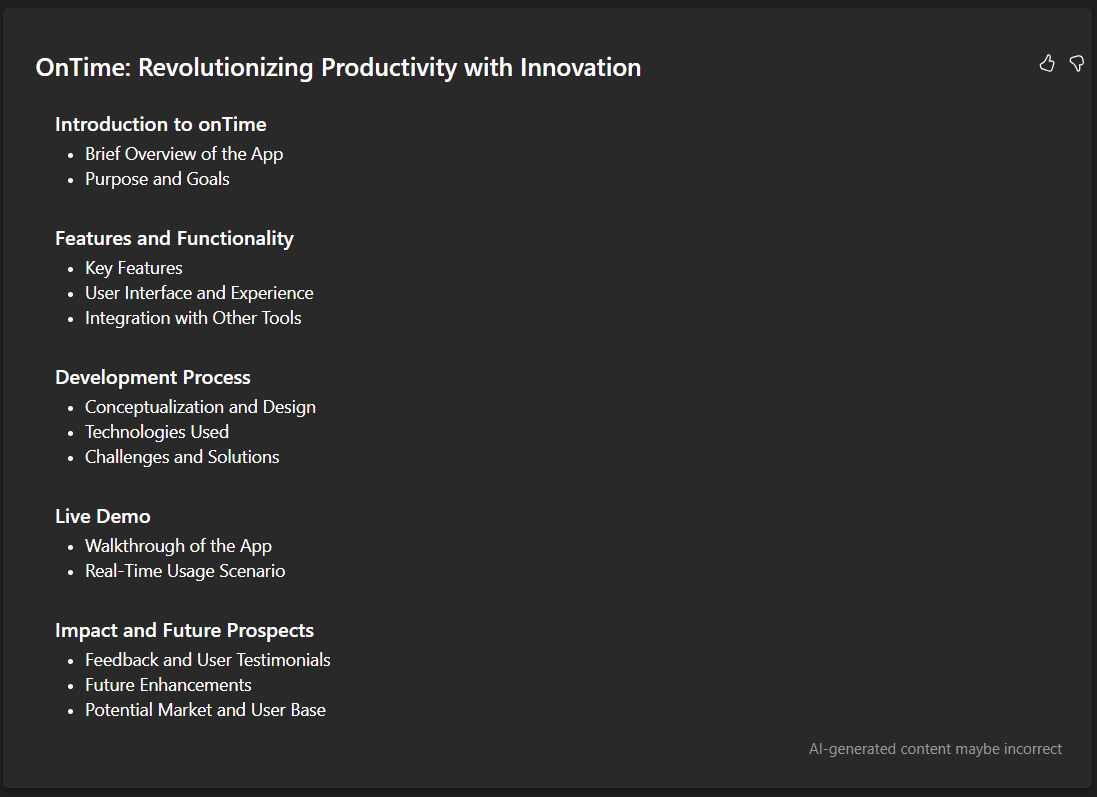 OnTime: Revolutionizing Productivity with Innovation
Introduction to onTime
• Brief Overview of the App
• Purpose and Goals
Features and Functionality
• Key Features
• User Interface and Experience
• Integration with Other Tools
Development Process
• Conceptualization and Design
• Technologies Used
• Challenges and Solutions
Live Demo
• Walkthrough of the App
• Real-Time Usage Scenario
Impact and Future Prospects
• Feedback and User Testimonials
• Future Enhancements
• Potential Market and User Base
AI-generated content maybe incorrect